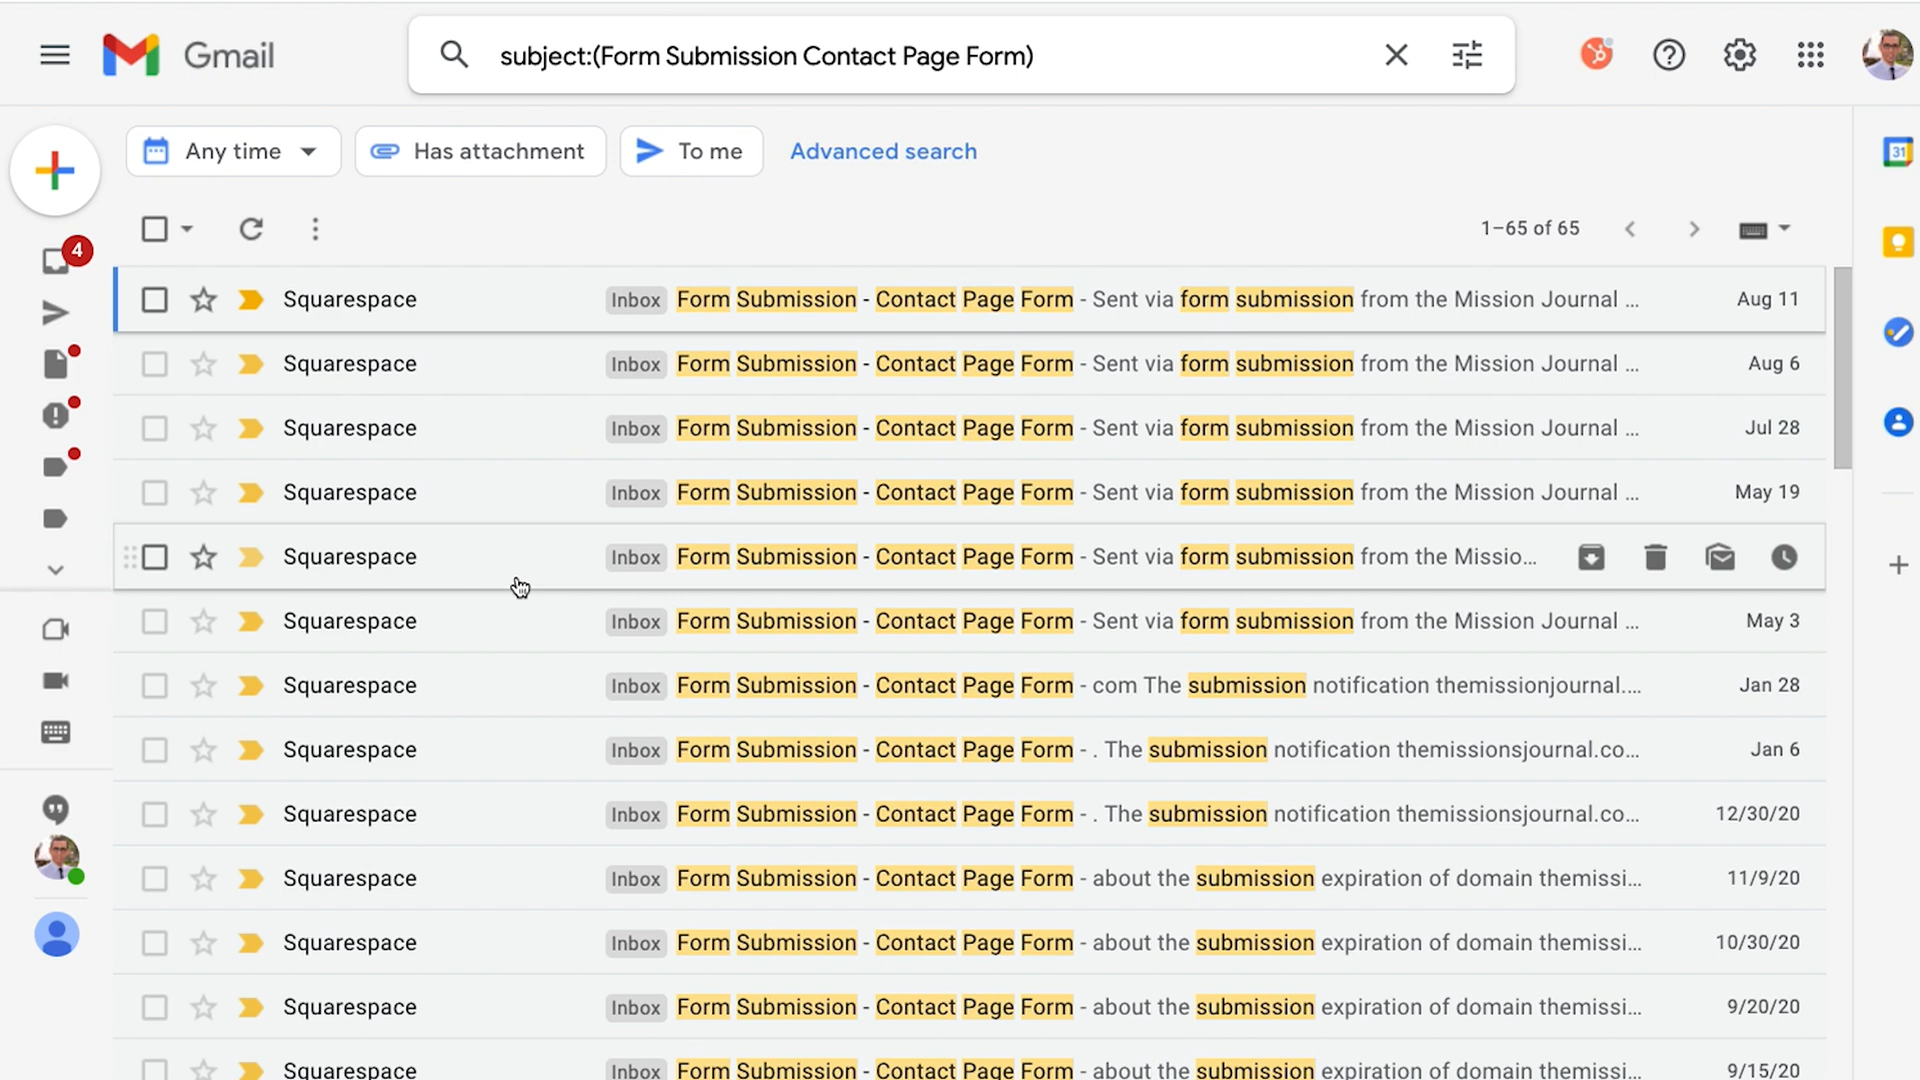 Gmail
subject:(Form Submission Contact Page Form)
Any time
Has attachment
To me
Advanced search
31
1–65 of 65
4
Squarespace Inbox Form Submission - Contact Page Form - Sent via form submission from the Mission Journal ... Aug 11
Squarespace Inbox Form Submission - Contact Page Form - Sent via form submission from the Mission Journal ... Aug 6
Squarespace Inbox Form Submission - Contact Page Form - Sent via form submission from the Mission Journal ... Jul 28
Squarespace Inbox Form Submission - Contact Page Form - Sent via form submission from the Mission Journal ... May 19
Squarespace Inbox Form Submission - Contact Page Form - Sent via form submission from the Missio...
Squarespace Inbox Form Submission - Contact Page Form - Sent via form submission from the Mission Journal ... May 3
Squarespace Inbox Form Submission - Contact Page Form - com The submission notification themissionjournal.... Jan 28
Squarespace Inbox Form Submission - Contact Page Form - . The submission notification themissionsjournal.co... Jan 6
Squarespace Inbox Form Submission - Contact Page Form - . The submission notification themissionsjournal.co... 12/30/20
Squarespace Inbox Form Submission - Contact Page Form - about the submission expiration of domain themissi... 11/9/20
Squarespace Inbox Form Submission - Contact Page Form - about the submission expiration of domain themissi... 10/30/20
Squarespace Inbox Form Submission - Contact Page Form - about the submission expiration of domain themissi... 9/20/20
Squarespace Inbox Form Submission - Contact Page Form - about the submission expiration of domain themissi... 9/15/20